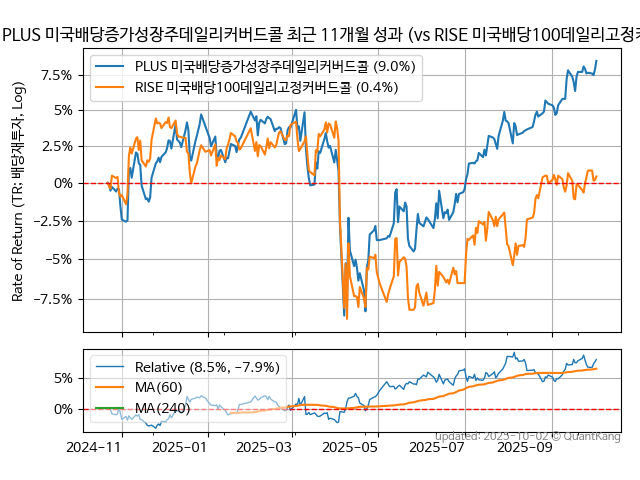 PLUS 미국배당증가성장주데일리커버드콜 최근 11개월 성과 (vs RISE 미국배당100데일리고정커
PLUS 미국배당증가성장주데일리커버드콜 (9.0%)
RISE 미국배당100데일리고정커버드콜 (0.4%)
Rate of Return (TR: 배당재투자, Log)
7.5%
5%
2.5%
0%
−2.5%
−5%
−7.5%
Relative (8.5%, −7.9%)
MA(60)
MA(240)
5%
0%
2024−11
2025−01
2025−03
2025−05
2025−07
2025−09
updated: 2025-10-02 © QuantKang